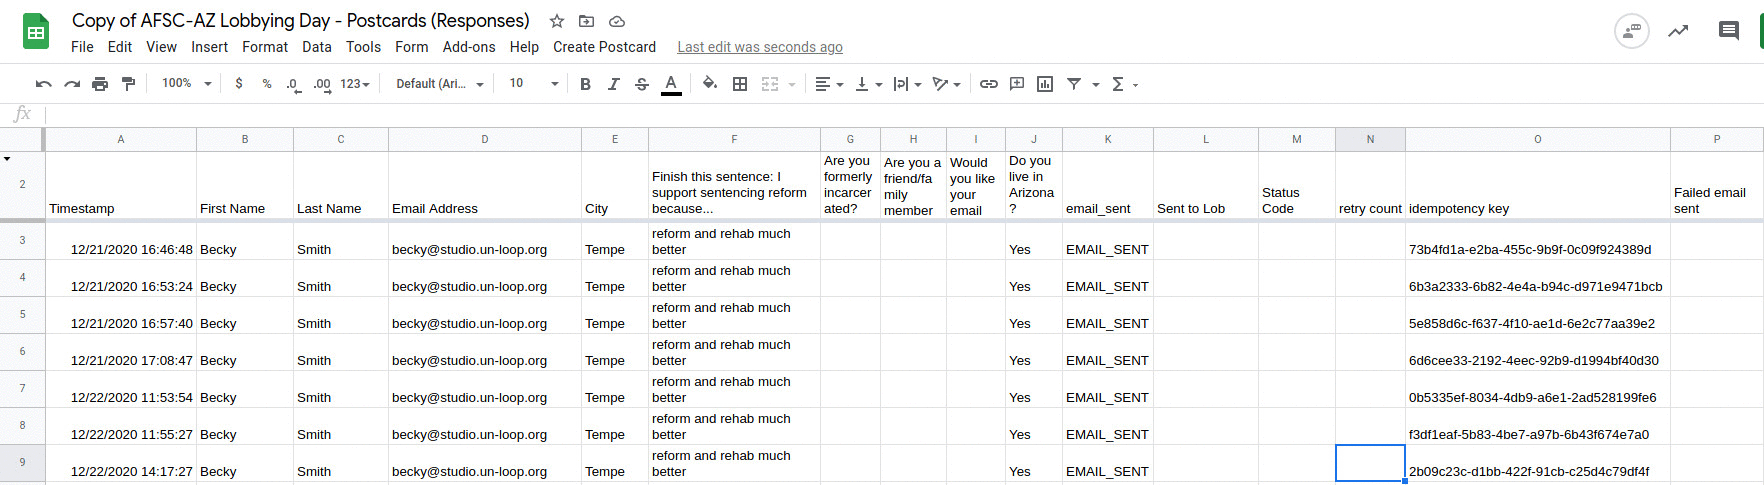 Copy of AFSC-AZ Lobbying Day - Postcards (Responses)
File Edit View Insert Format Data Tools Form Add-ons Help Create Postcard Last edit was seconds ago
100% $ % .0 .00 123 Default (Ari... 10 B I S A
fx
A B C D E F G H I J K L M N O P
2 Timestamp First Name Last Name Email Address City Finish this sentence: I support sentencing reform because... Are you formerly incarcerated? Are you a friend/family member Would you like your email Do you live in Arizona? email_sent Sent to Lob Status Code retry count idempotency key Failed email sent
3 12/21/2020 16:46:48 Becky Smith becky@studio.un-loop.org Tempe reform and rehab much better Yes EMAIL_SENT 73b4fd1a-e2ba-455c-9b9f-0c09f924389d
4 12/21/2020 16:53:24 Becky Smith becky@studio.un-loop.org Tempe reform and rehab much better Yes EMAIL_SENT 6b3a2333-6b82-4e4a-b94c-d971e9471bcb
5 12/21/2020 16:57:40 Becky Smith becky@studio.un-loop.org Tempe reform and rehab much better Yes EMAIL_SENT 5e858d6c-f637-4f10-ae1d-6e2c77aa39e2
6 12/21/2020 17:08:47 Becky Smith becky@studio.un-loop.org Tempe reform and rehab much better Yes EMAIL_SENT 6d6cee33-2192-4eec-92b9-d1994bf40d30
7 12/22/2020 11:53:54 Becky Smith becky@studio.un-loop.org Tempe reform and rehab much better Yes EMAIL_SENT 0b5335ef-8034-4db9-a6e1-2ad528199fe6
8 12/22/2020 11:55:27 Becky Smith becky@studio.un-loop.org Tempe reform and rehab much better Yes EMAIL_SENT f3df1eaf-5b83-4be7-a97b-6b43f674e7a0
9 12/22/2020 14:17:27 Becky Smith becky@studio.un-loop.org Tempe reform and rehab much better Yes EMAIL_SENT 2b09c23c-d1bb-422f-91cb-c25d4c79df4f